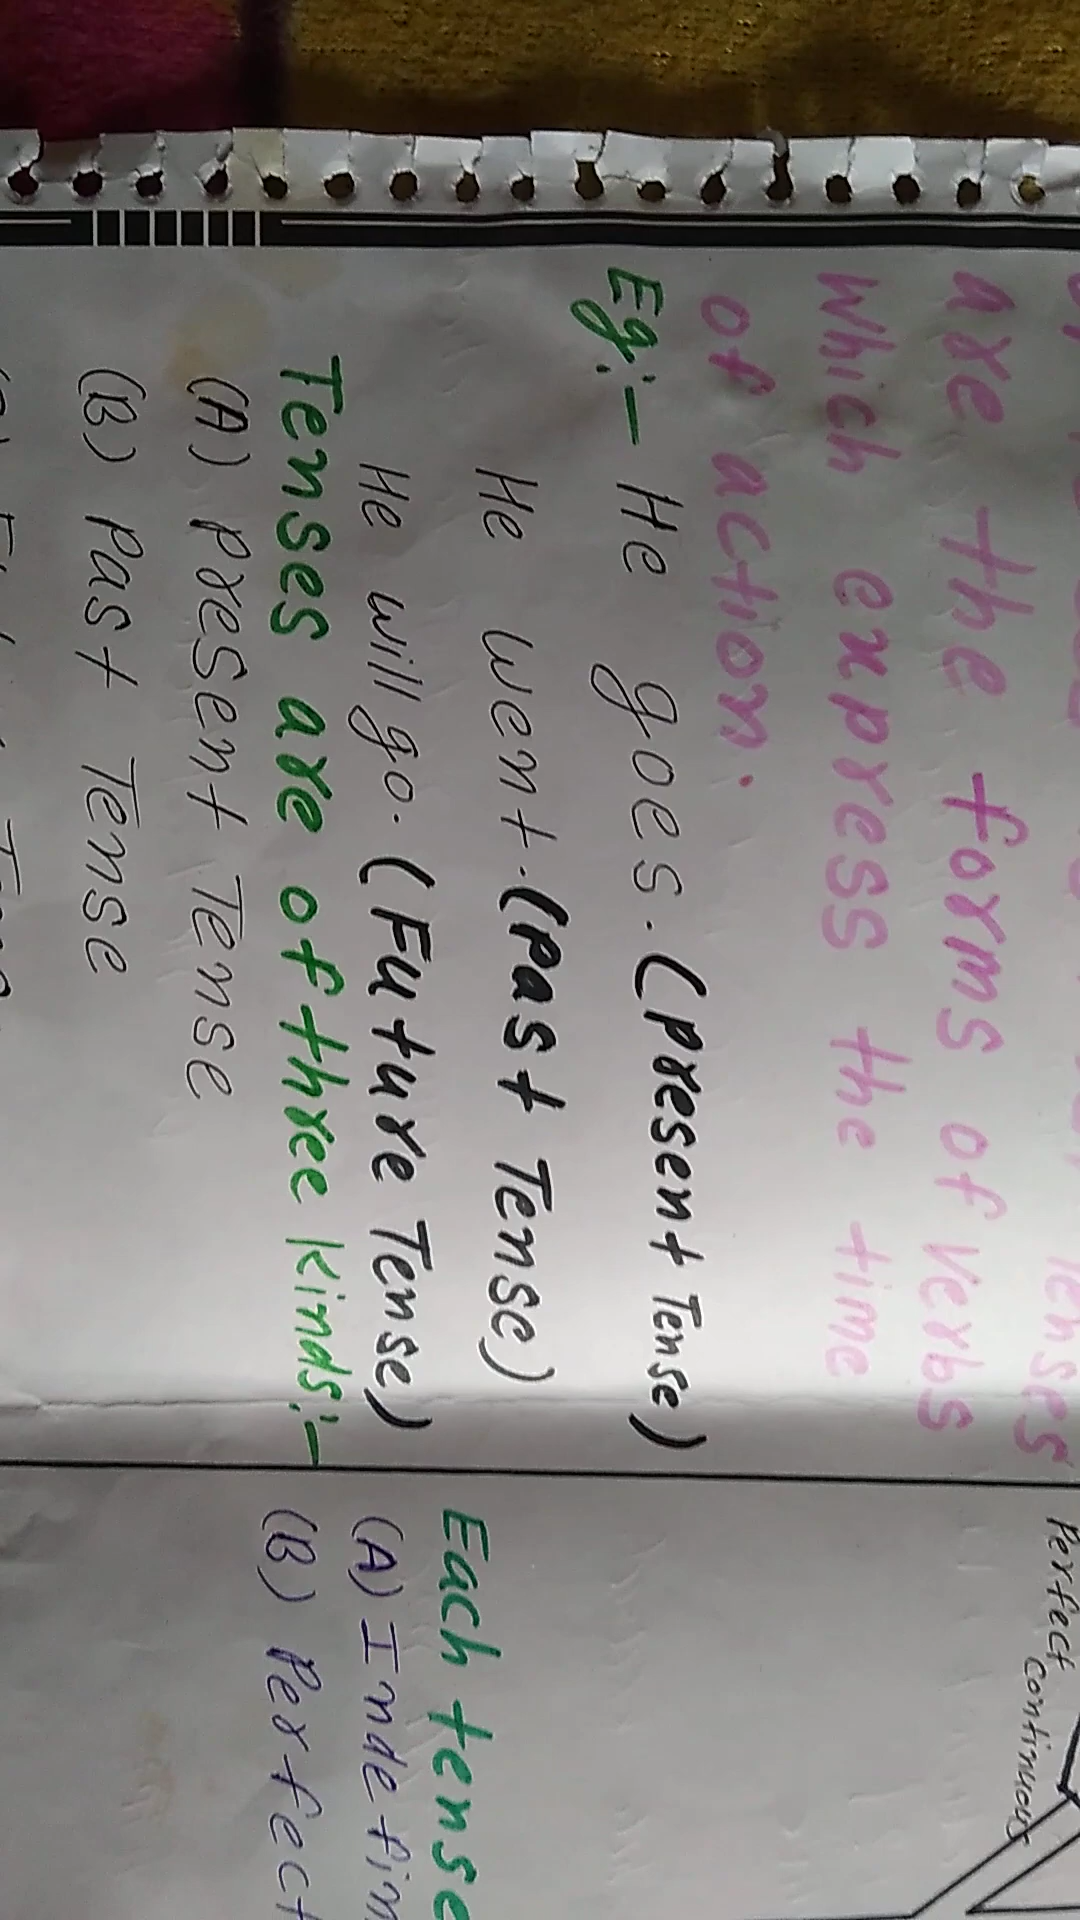 Tenses
are the forms of verbs
which express the time
of action.
Eg:- He goes. (present Tense)
He went. (past Tense)
He will go. (Future Tense)
Tenses are of three kinds:-
(A) present Tense
(B) Past Tense
Perfect
continuous
Each tense
(A) Indefin
(B) Perfect